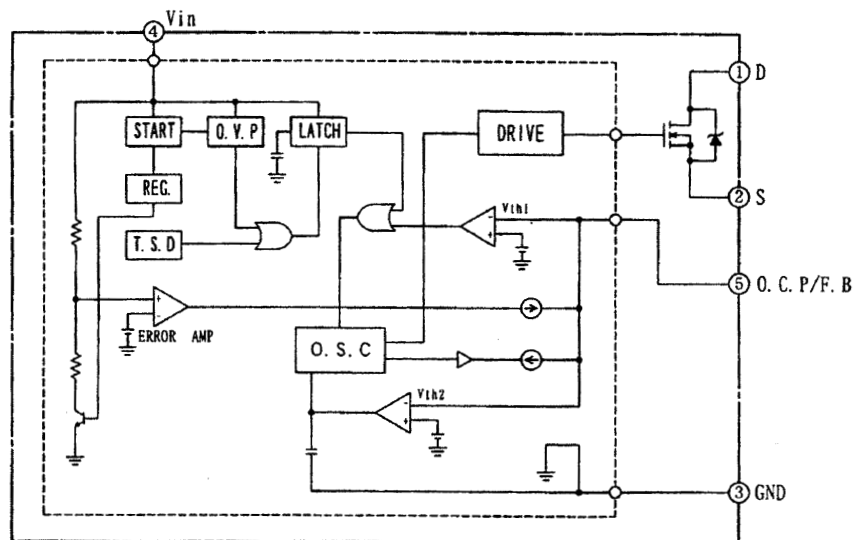 ④ Vin
① D
START
O.V.P
LATCH
DRIVE
REG.
② S
Vth1
-
+
T.S.D
⑤ O.C.P/F.B
+
-
ERROR AMP
O.S.C
Vth2
-
+
③ GND